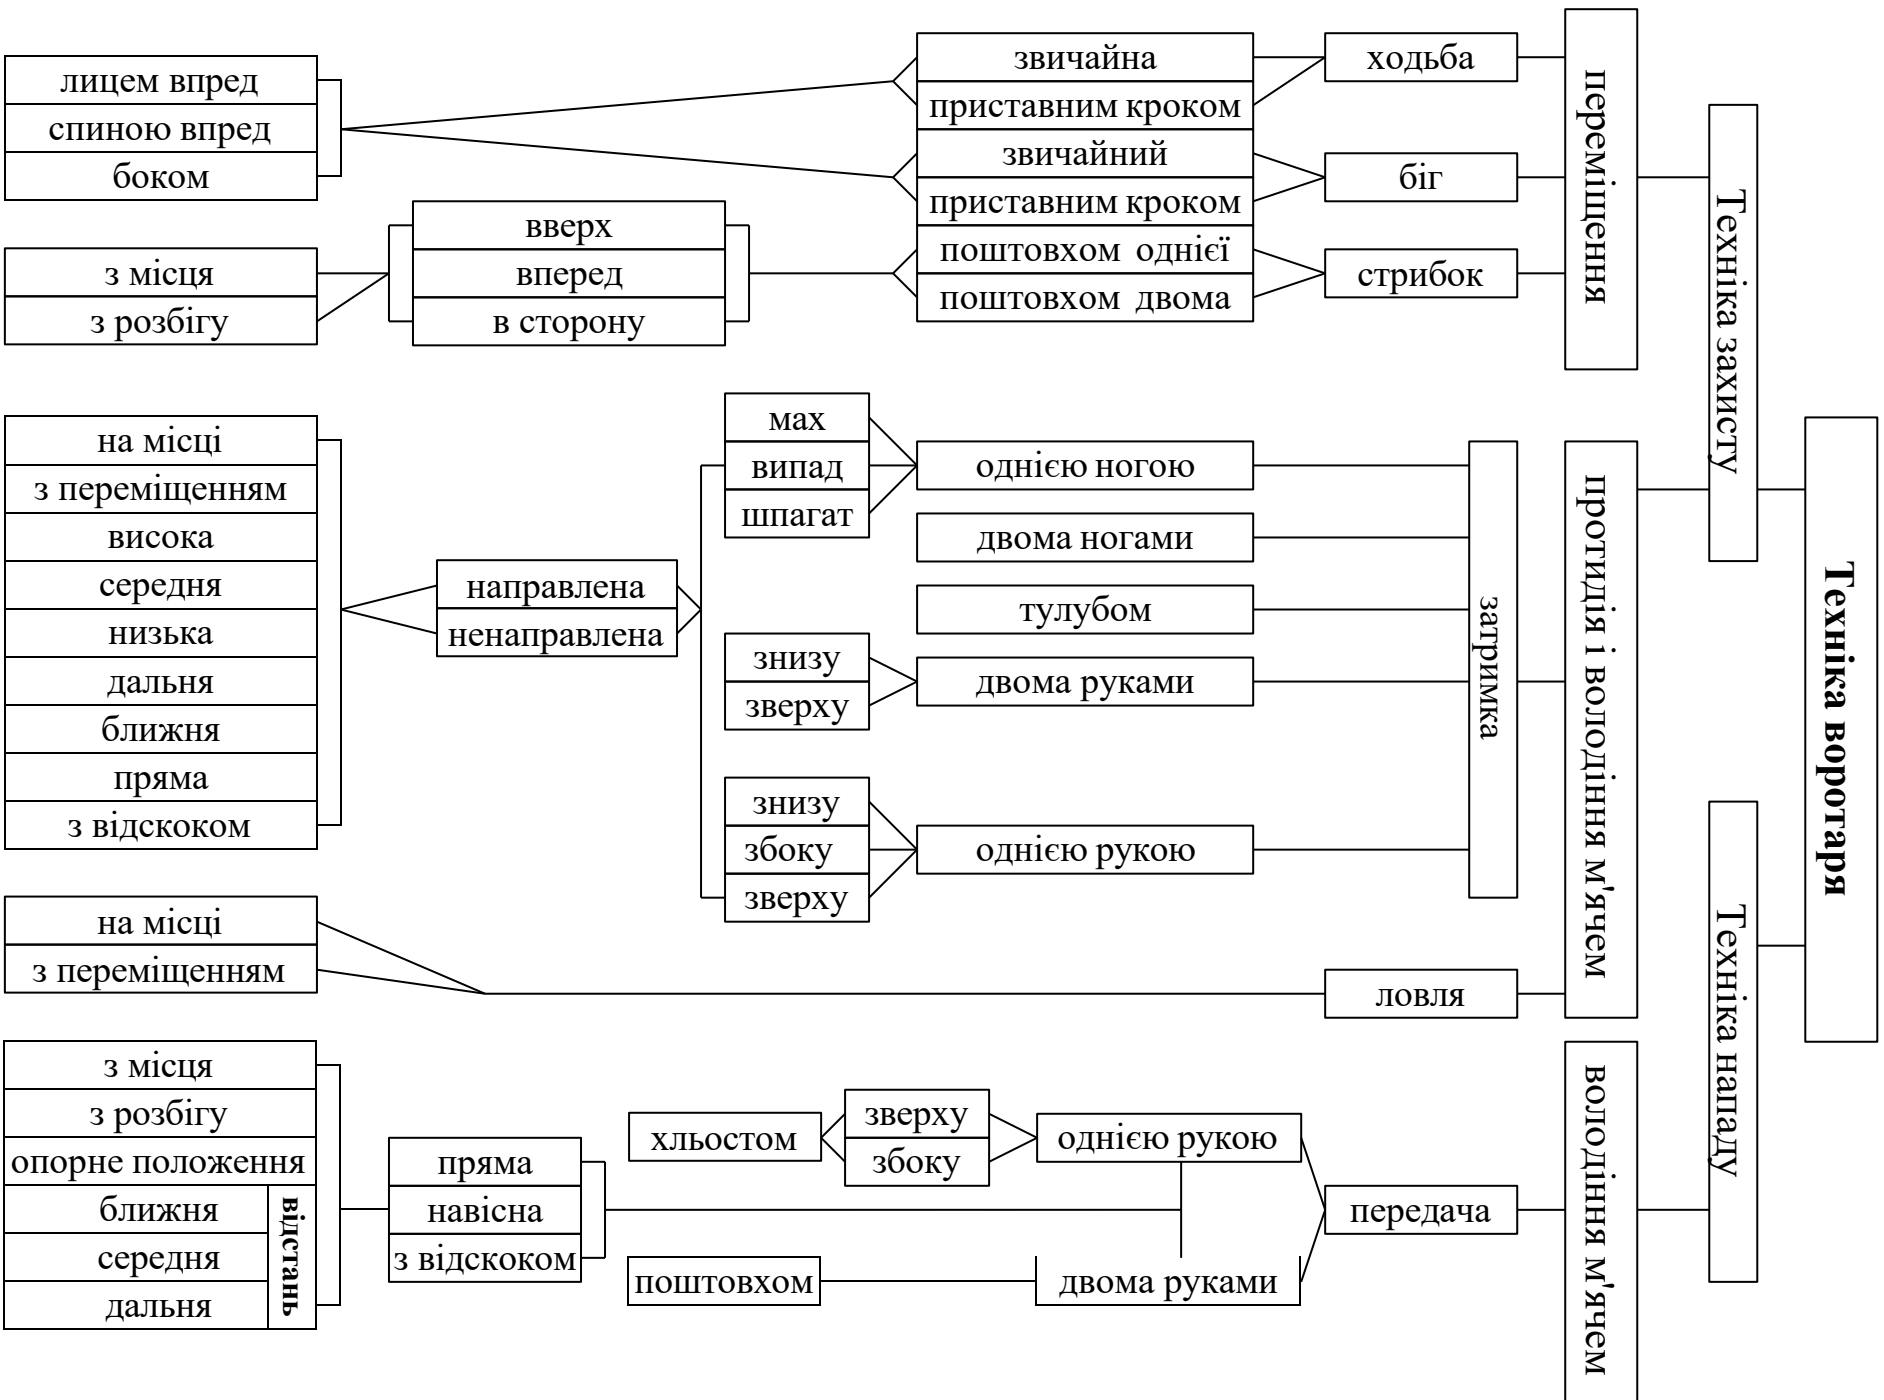 лицем впред
спиною впред
боком
з місця
з розбігу
вверх
вперед
в сторону
звичайна
приставним кроком
звичайний
приставним кроком
поштовхом однієї
поштовхом двома
ходьба
біг
стрибок
переміщення
Техніка захисту
на місці
з переміщенням
висока
середня
низька
дальня
ближня
пряма
з відскоком
направлена
ненаправлена
мах
випад
шпагат
знизу
зверху
знизу
збоку
зверху
однією ногою
двома ногами
тулубом
двома руками
однією рукою
затримка
протидія і володіння м'ячем
Техніка воротаря
на місці
з переміщенням
ловля
Техніка нападу
з місця
з розбігу
опорне положення
ближня
середня
дальня
відстань
пряма
навісна
з відскоком
хльостом
поштовхом
зверху
збоку
однією рукою
двома руками
передача
володіння м'ячем